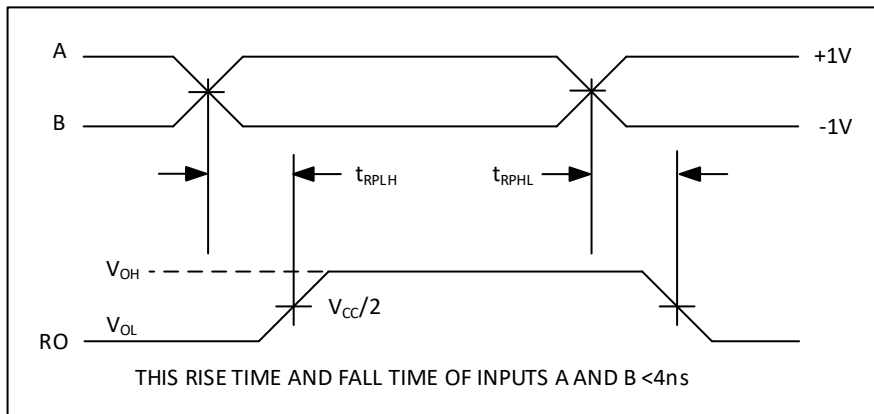 A
+1V
B
-1V
tRPLH
tRPHL
VOH
VCC/2
VOL
RO
THIS RISE TIME AND FALL TIME OF INPUTS A AND B <4ns